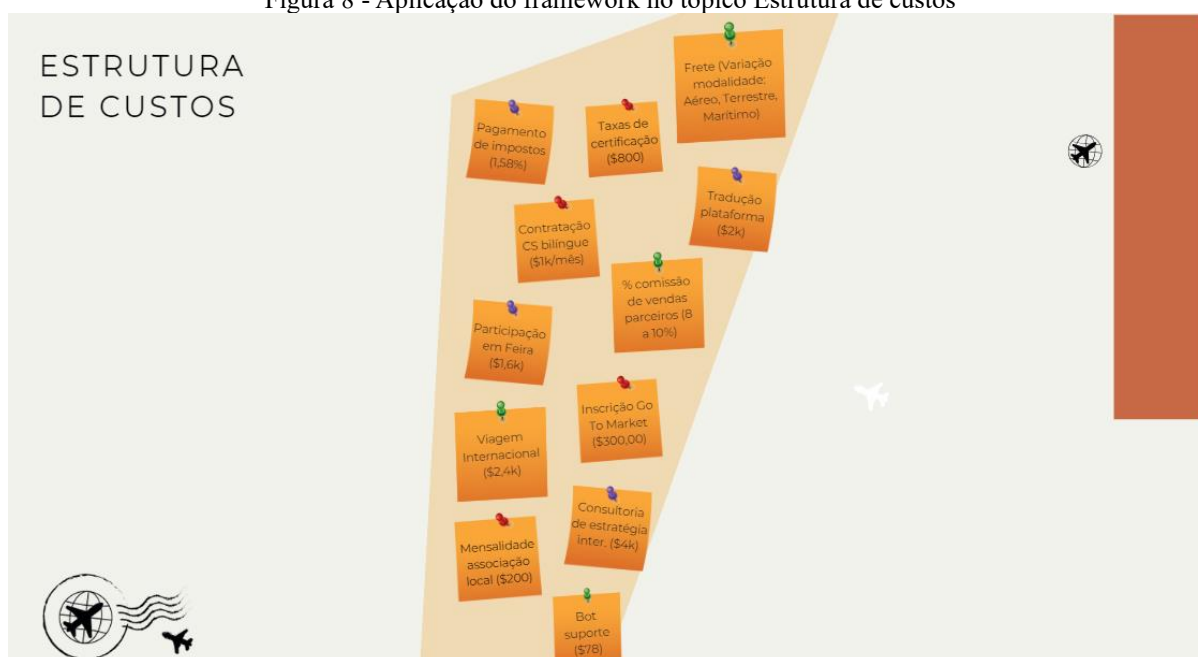 Figura 8 - Aplicação do framework no tópico Estrutura de custos
ESTRUTURA
DE CUSTOS
Frete (Variação
modalidade:
Aéreo, Terrestre,
Marítimo)
Pagamento
de impostos
(1,58%)
Taxas de
certificação
($800)
Tradução
plataforma
($2k)
Contratação
CS bilíngue
($1k/mês)
% comissão
de vendas
parceiros (8
a 10%)
Participação
em Feira
($1,6k)
Inscrição Go
To Market
($300,00)
Viagem
Internacional
($2,4k)
Consultoria
de estratégia
inter. ($4k)
Mensalidade
associação
local ($200)
Bot
suporte
($78)